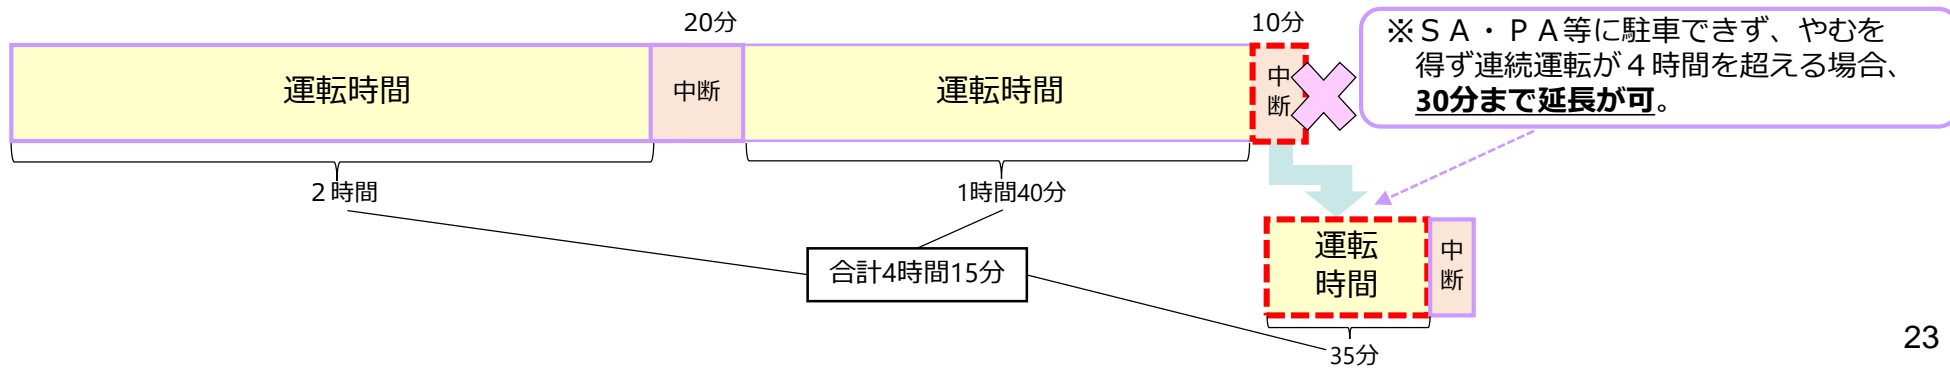 20分
10分
運転時間
中断
運転時間
中
断
※ＳＡ・ＰＡ等に駐車できず、やむを
得ず連続運転が４時間を超える場合、
30分まで延長が可。
２時間
1時間40分
合計4時間15分
運転
時間
中
断
35分
23